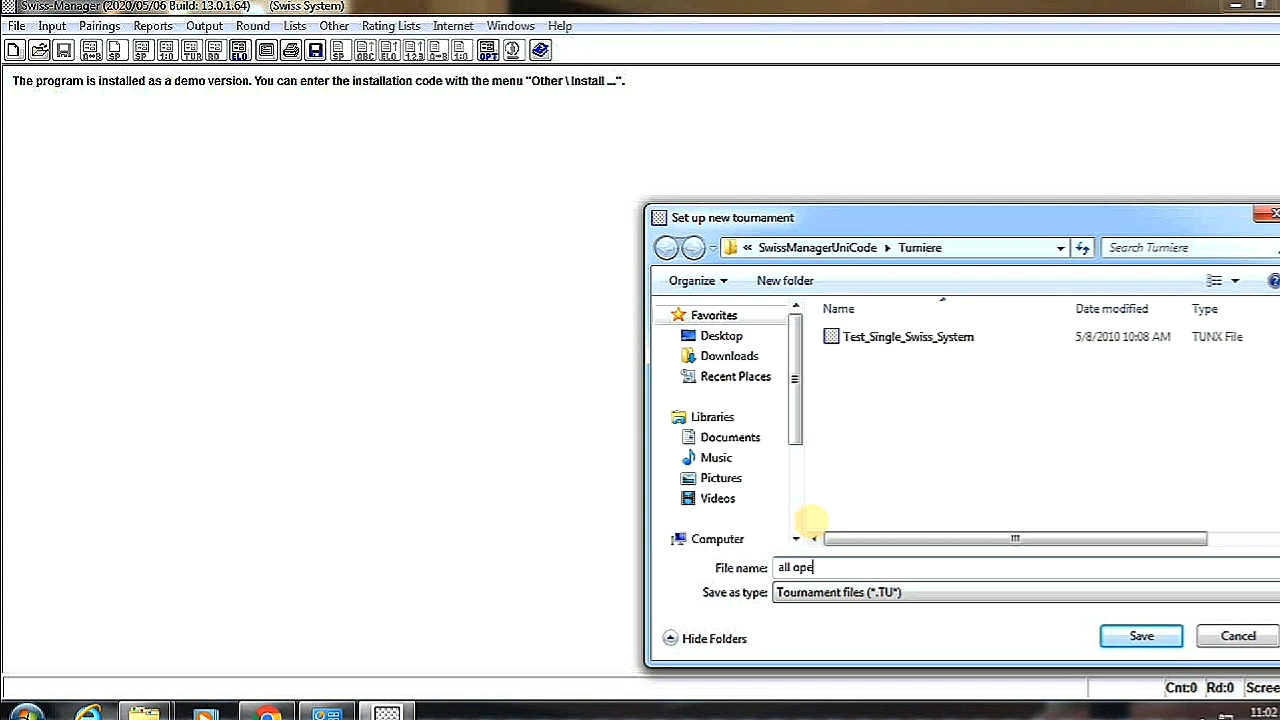 Swiss-Manager (2020/05/06 Build: 13.0.1.64) (Swiss System)
File Input Pairings Reports Output Round Lists Other Rating Lists Internet Windows Help
The program is installed as a demo version. You can enter the installation code with the menu "Other \ Install ...".
Set up new tournament
« SwissManagerUniCode Turniere Search Turniere
Organize New folder
Name Date modified Type
Favorites
Test_Single_Swiss_System 5/8/2010 10:08 AM TUNX File
Desktop
Downloads
Recent Places
Libraries
Documents
Music
Pictures
Videos
Computer
File name: all ope
Save as type: Tournament files (*.TU*)
Hide Folders Save Cancel
Cnt:0 Rd:0 Scree
11:02